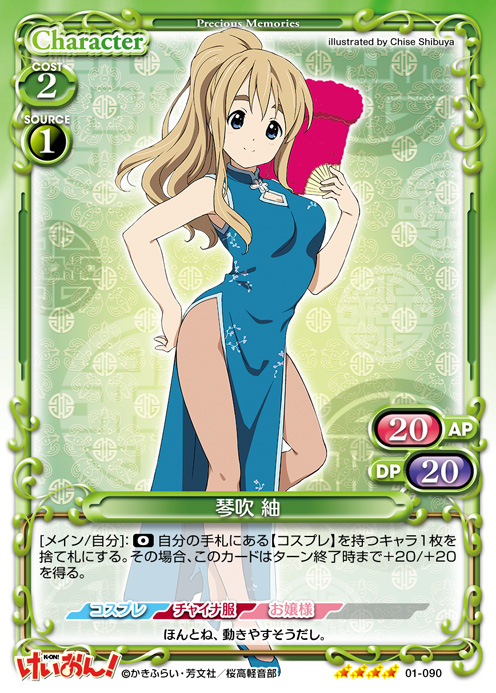 Precious Memories
Character
illustrated by Chise Shibuya
COST
2
SOURCE
1
20 AP
DP 20
琴吹 紬
[メイン/自分]:0 自分の手札にある【コスプレ】を持つキャラ1枚を
捨て札にする。その場合、このカードはターン終了時まで+20/+20
を得る。
コスプレ チャイナ服 お嬢様
ほんとね、動きやすそうだし。
K-ON!
けいおん!
©かきふらい・芳文社/桜高軽音部
01-090